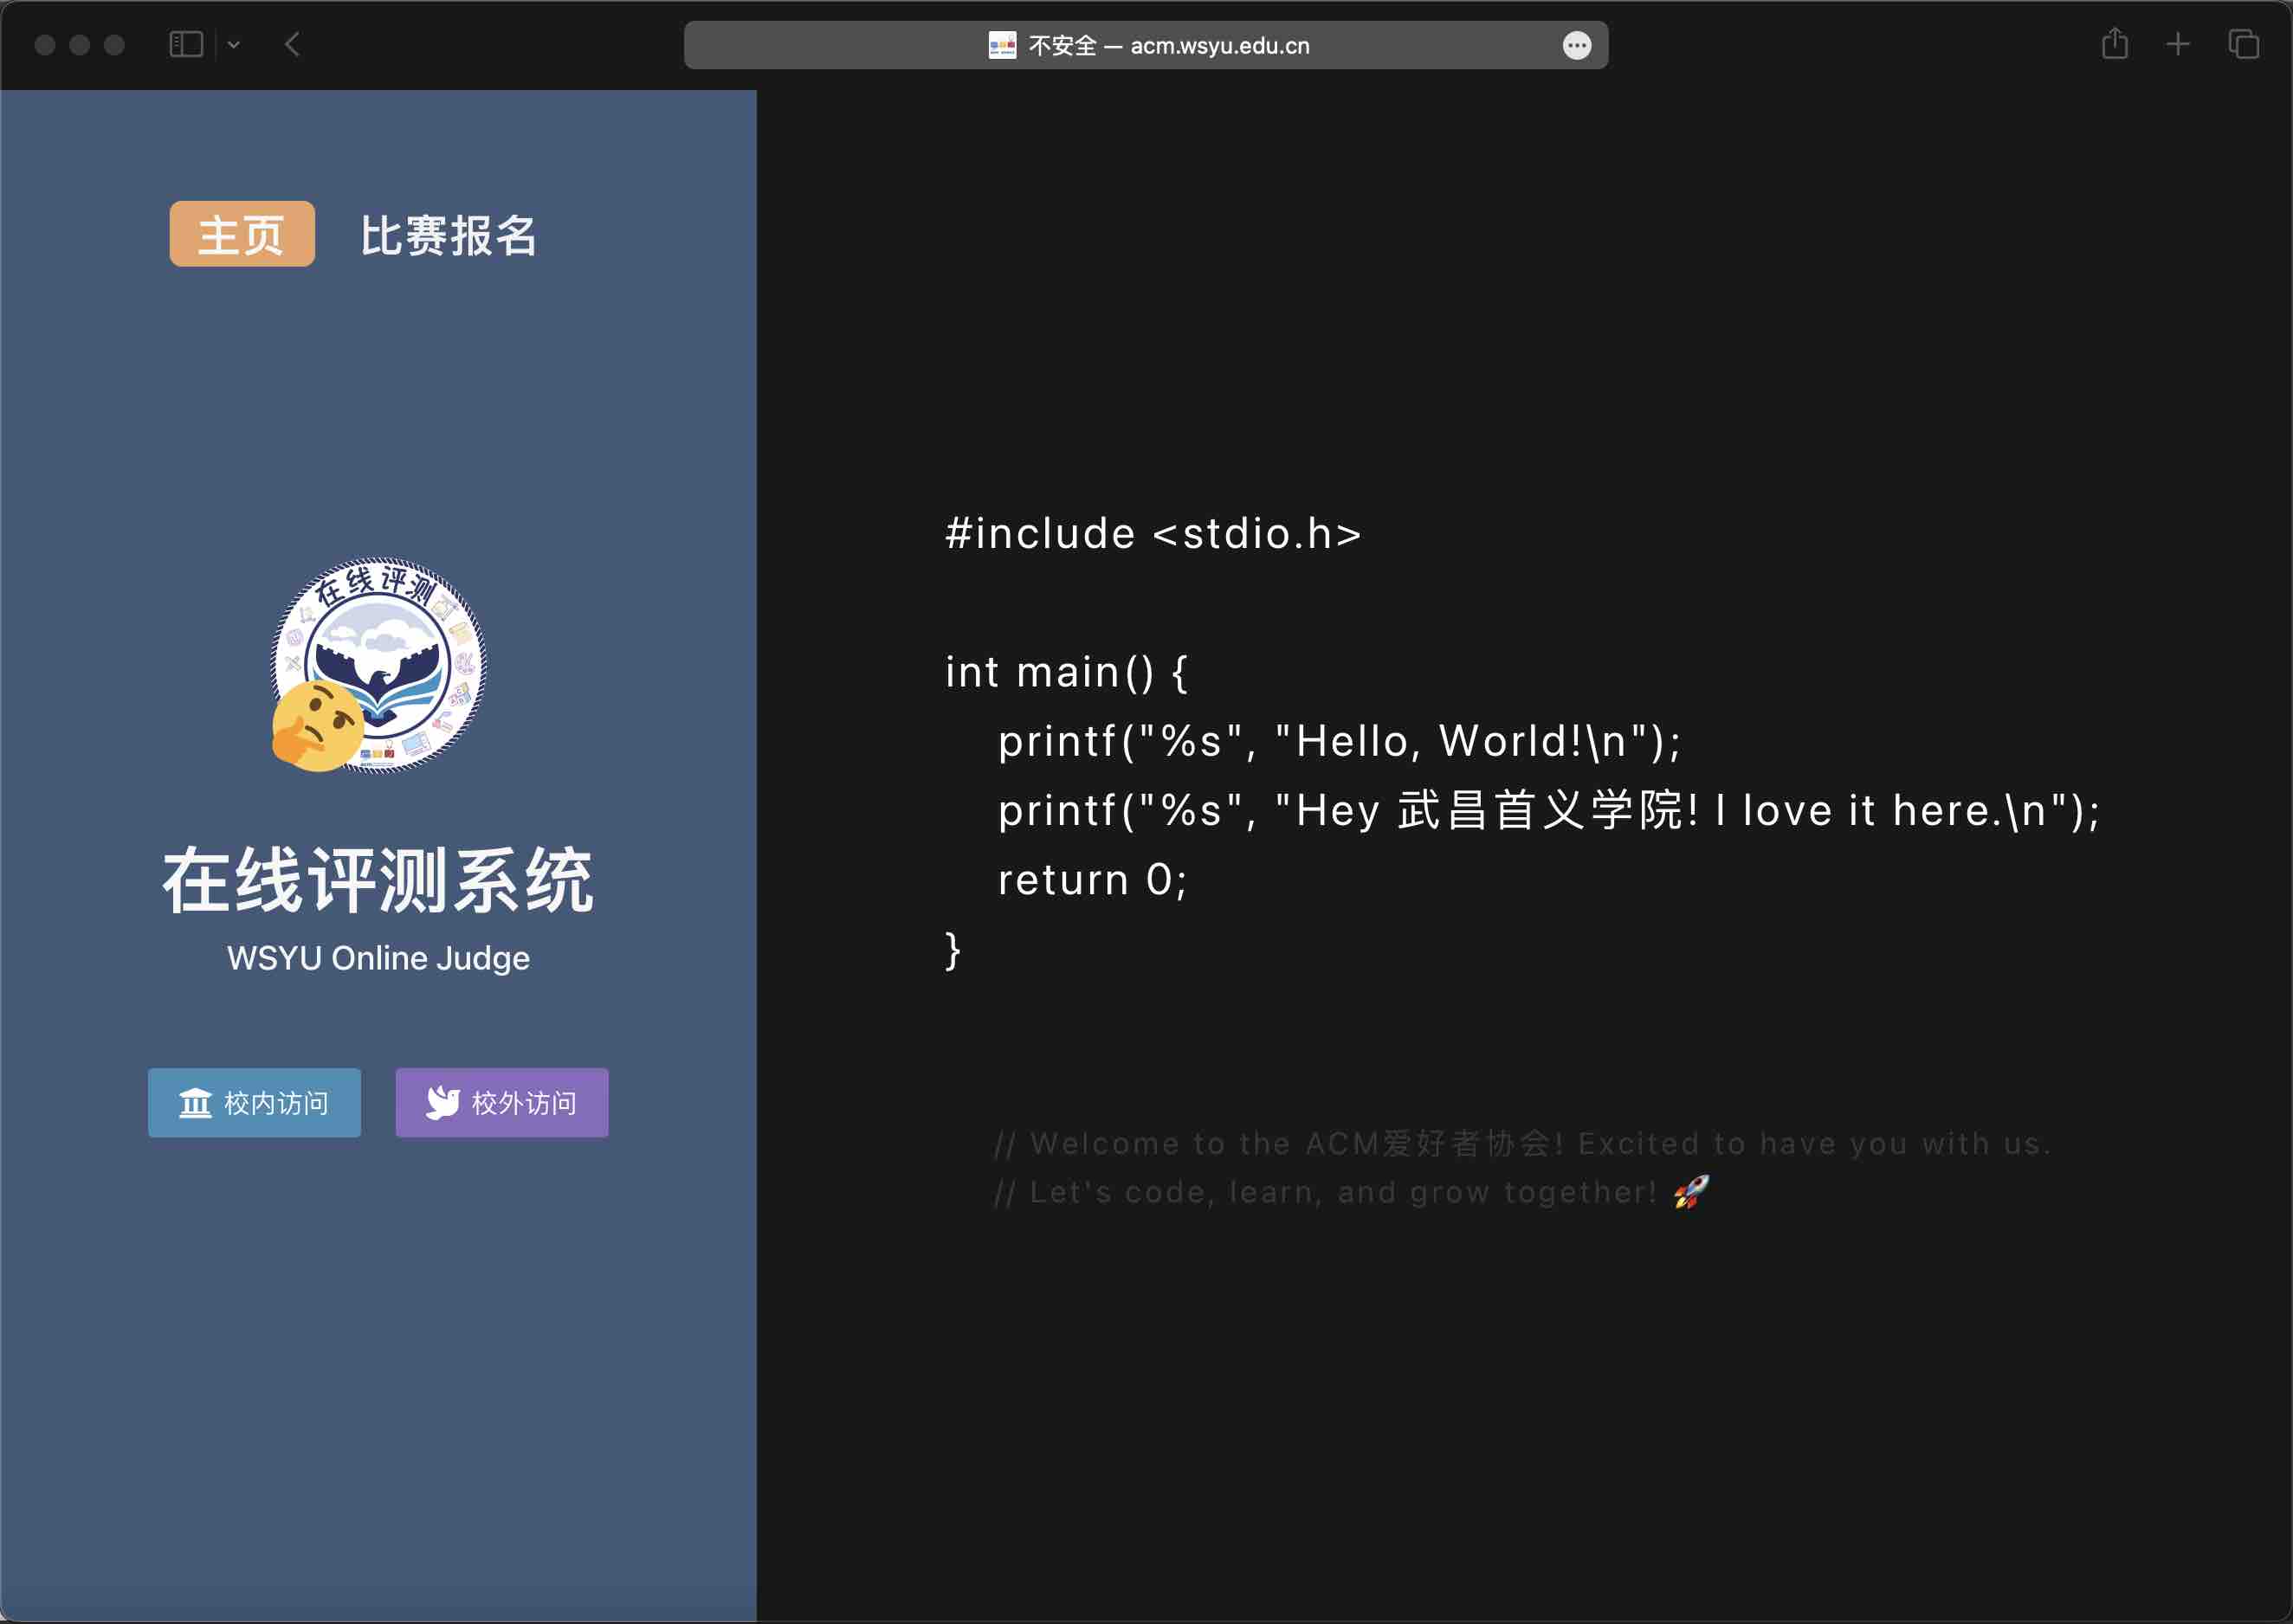 不安全 — acm.wsyu.edu.cn
主页 比赛报名
在线评测
在线评测系统
WSYU Online Judge
校内访问 校外访问
#include <stdio.h>
int main() {
printf("%s", "Hello, World!\n");
printf("%s", "Hey 武昌首义学院! I love it here.\n");
return 0;
}
// Welcome to the ACM爱好者协会! Excited to have you with us.
// Let's code, learn, and grow together! 🚀